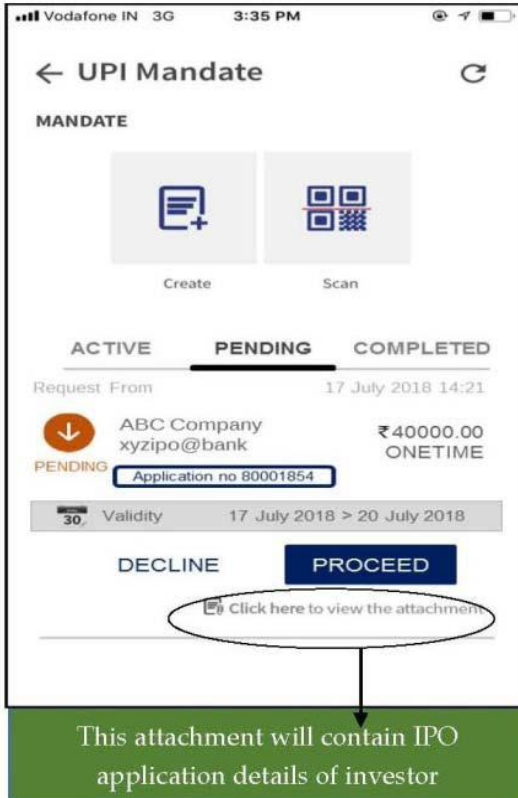 Vodafone IN 3G 3:35 PM
← UPI Mandate
MANDATE
Create Scan
ACTIVE PENDING COMPLETED
Request From 17 July 2018 14:21
ABC Company ₹40000.00
xyzipo@bank ONETIME
PENDING
Application no 80001854
30 Validity 17 July 2018 > 20 July 2018
DECLINE PROCEED
Click here to view the attachment
This attachment will contain IPO
application details of investor